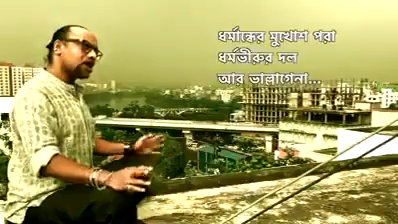 ধর্মান্ধের মুখোশ পরা
ধর্মভীরুর দল
আর ভাল্লাগেনা...